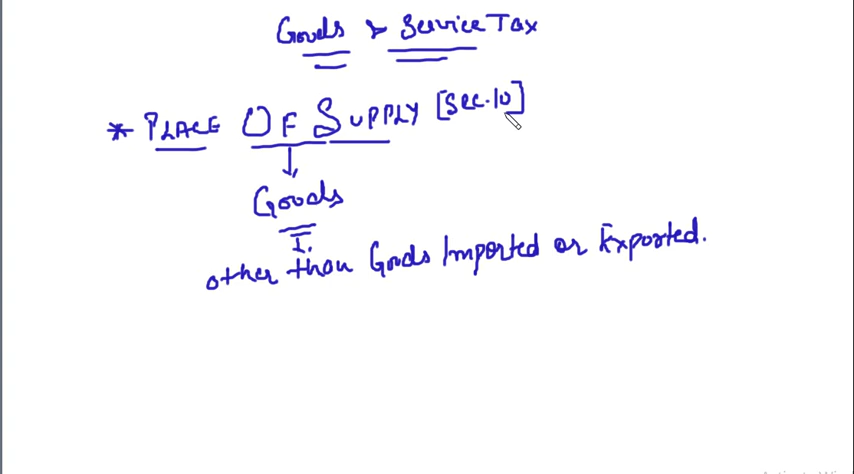 Goods & Service Tax
* PLACE OF SUPPLY [Sec.10]
Goods
I.
other than Goods Imported or Exported.